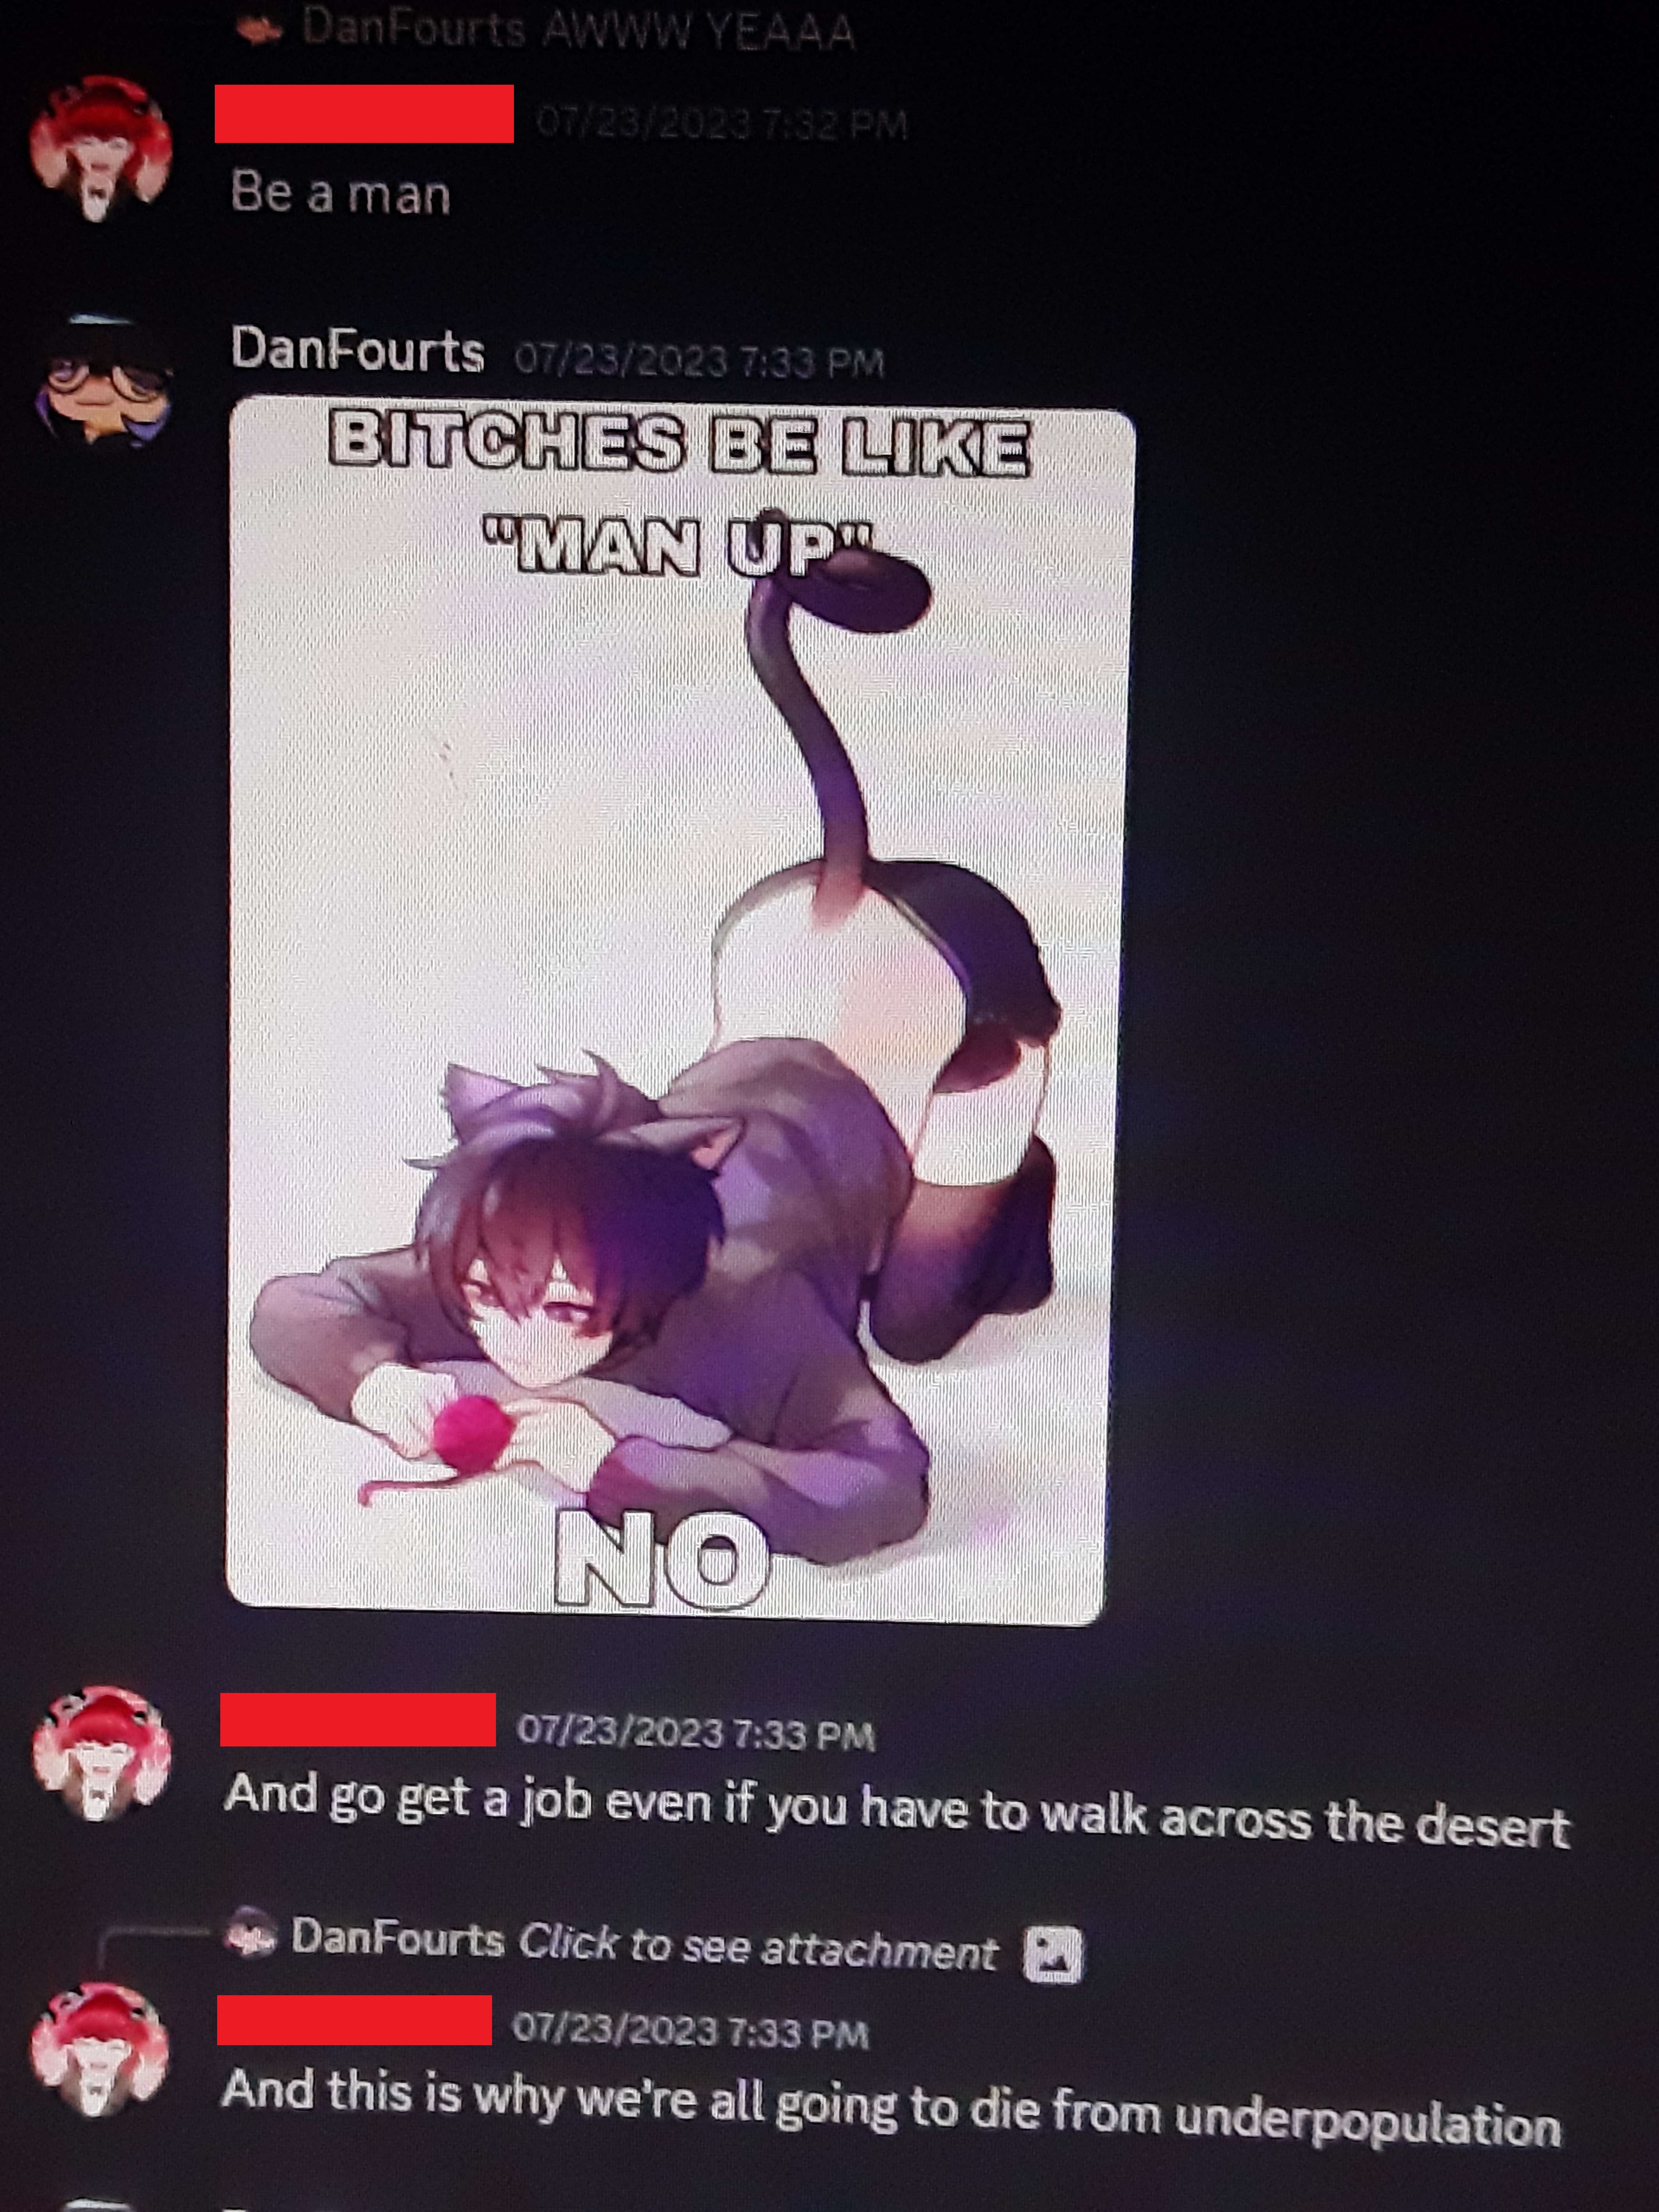 DanFourts AWWW YEAAA
07/23/2023 7:32 PM
Be a man
DanFourts 07/23/2023 7:33 PM
BITCHES BE LIKE
"MAN UP"
NO
07/23/2023 7:33 PM
And go get a job even if you have to walk across the desert
DanFourts Click to see attachment
07/23/2023 7:33 PM
And this is why we're all going to die from underpopulation